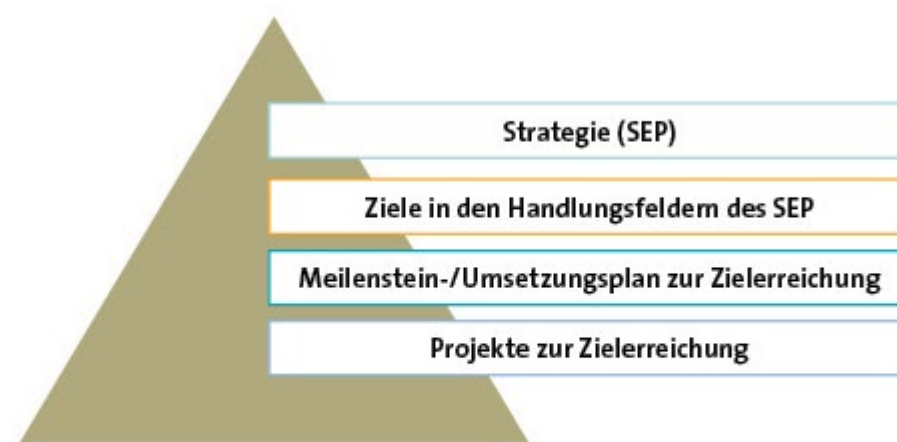 Strategie (SEP)
Ziele in den Handlungsfeldern des SEP
Meilenstein-/Umsetzungsplan zur Zielerreichung
Projekte zur Zielerreichung